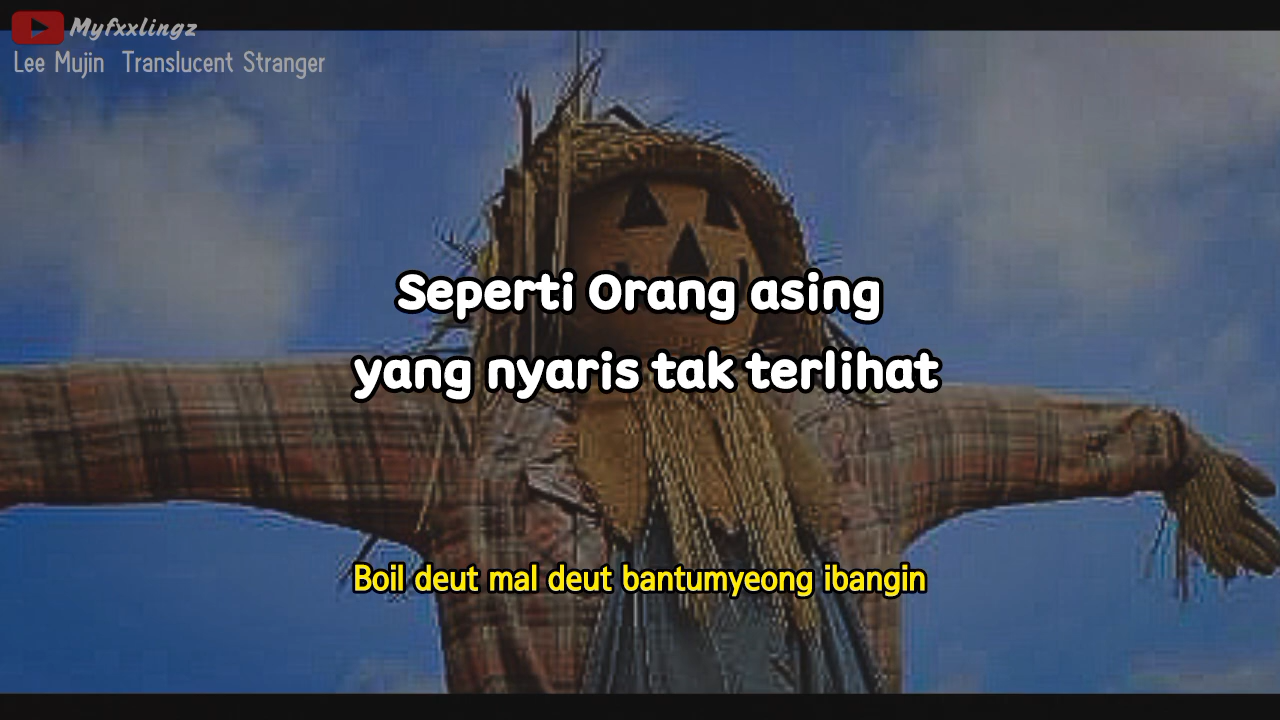 Myfxxlingz
Lee Mujin Translucent Stranger
Seperti Orang asing
yang nyaris tak terlihat
Boil deut mal deut bantumyeong ibangin